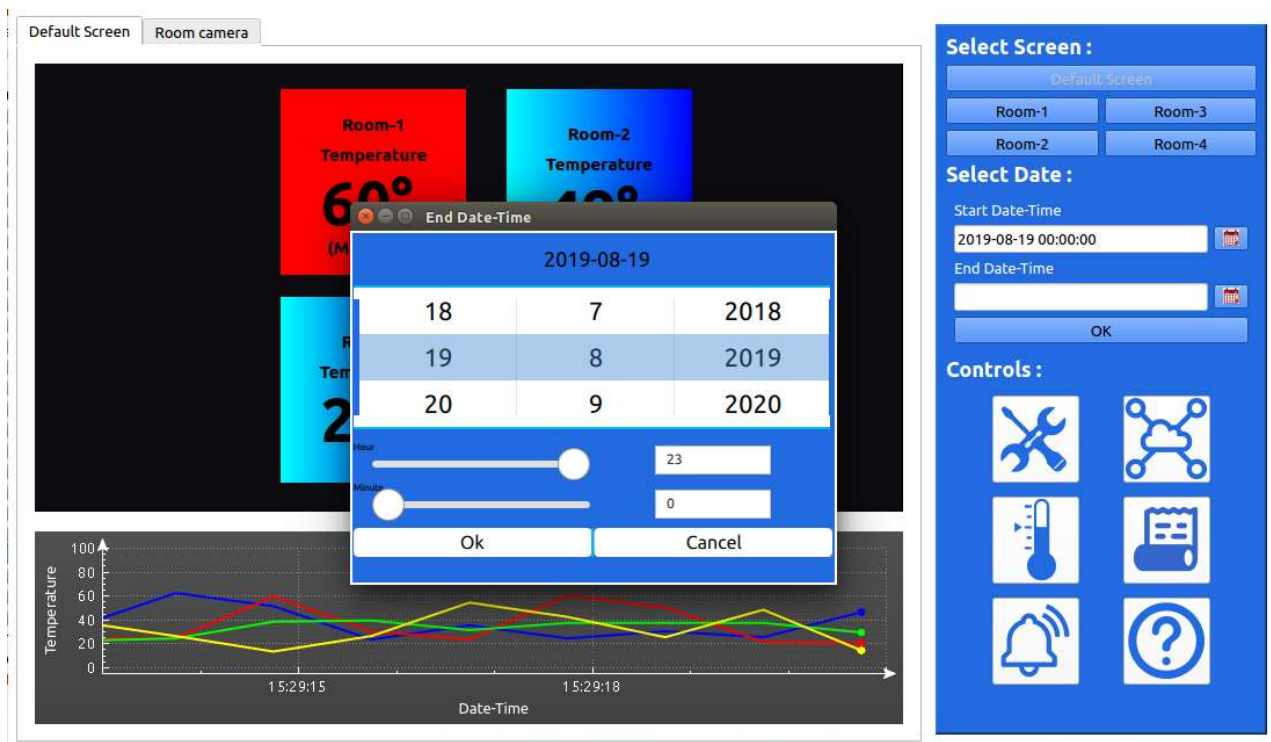 Default Screen
Room camera
Room-1
Temperature
60°
(M
Room-2
Temperature
Tem
2
End Date-Time
2019-08-19
18 7 2018
19 8 2019
20 9 2020
Hour
23
Minute
0
Ok
Cancel
Temperature
100
80
60
40
20
0
15:29:15
15:29:18
Date-Time
Select Screen :
Default Screen
Room-1
Room-3
Room-2
Room-4
Select Date :
Start Date-Time
2019-08-19 00:00:00
End Date-Time
OK
Controls :